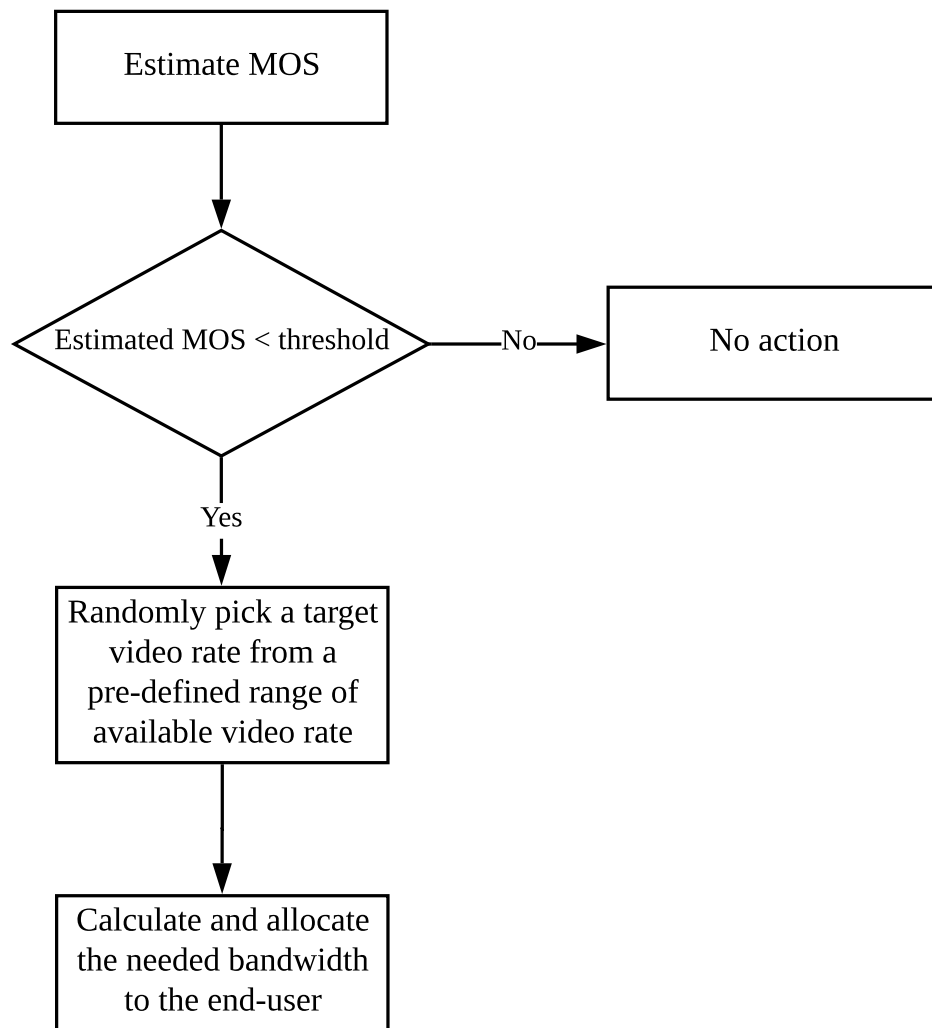 Estimate MOS
Estimated MOS < threshold
No
No action
Yes
Randomly pick a target
video rate from a
pre-defined range of
available video rate
Calculate and allocate
the needed bandwidth
to the end-user